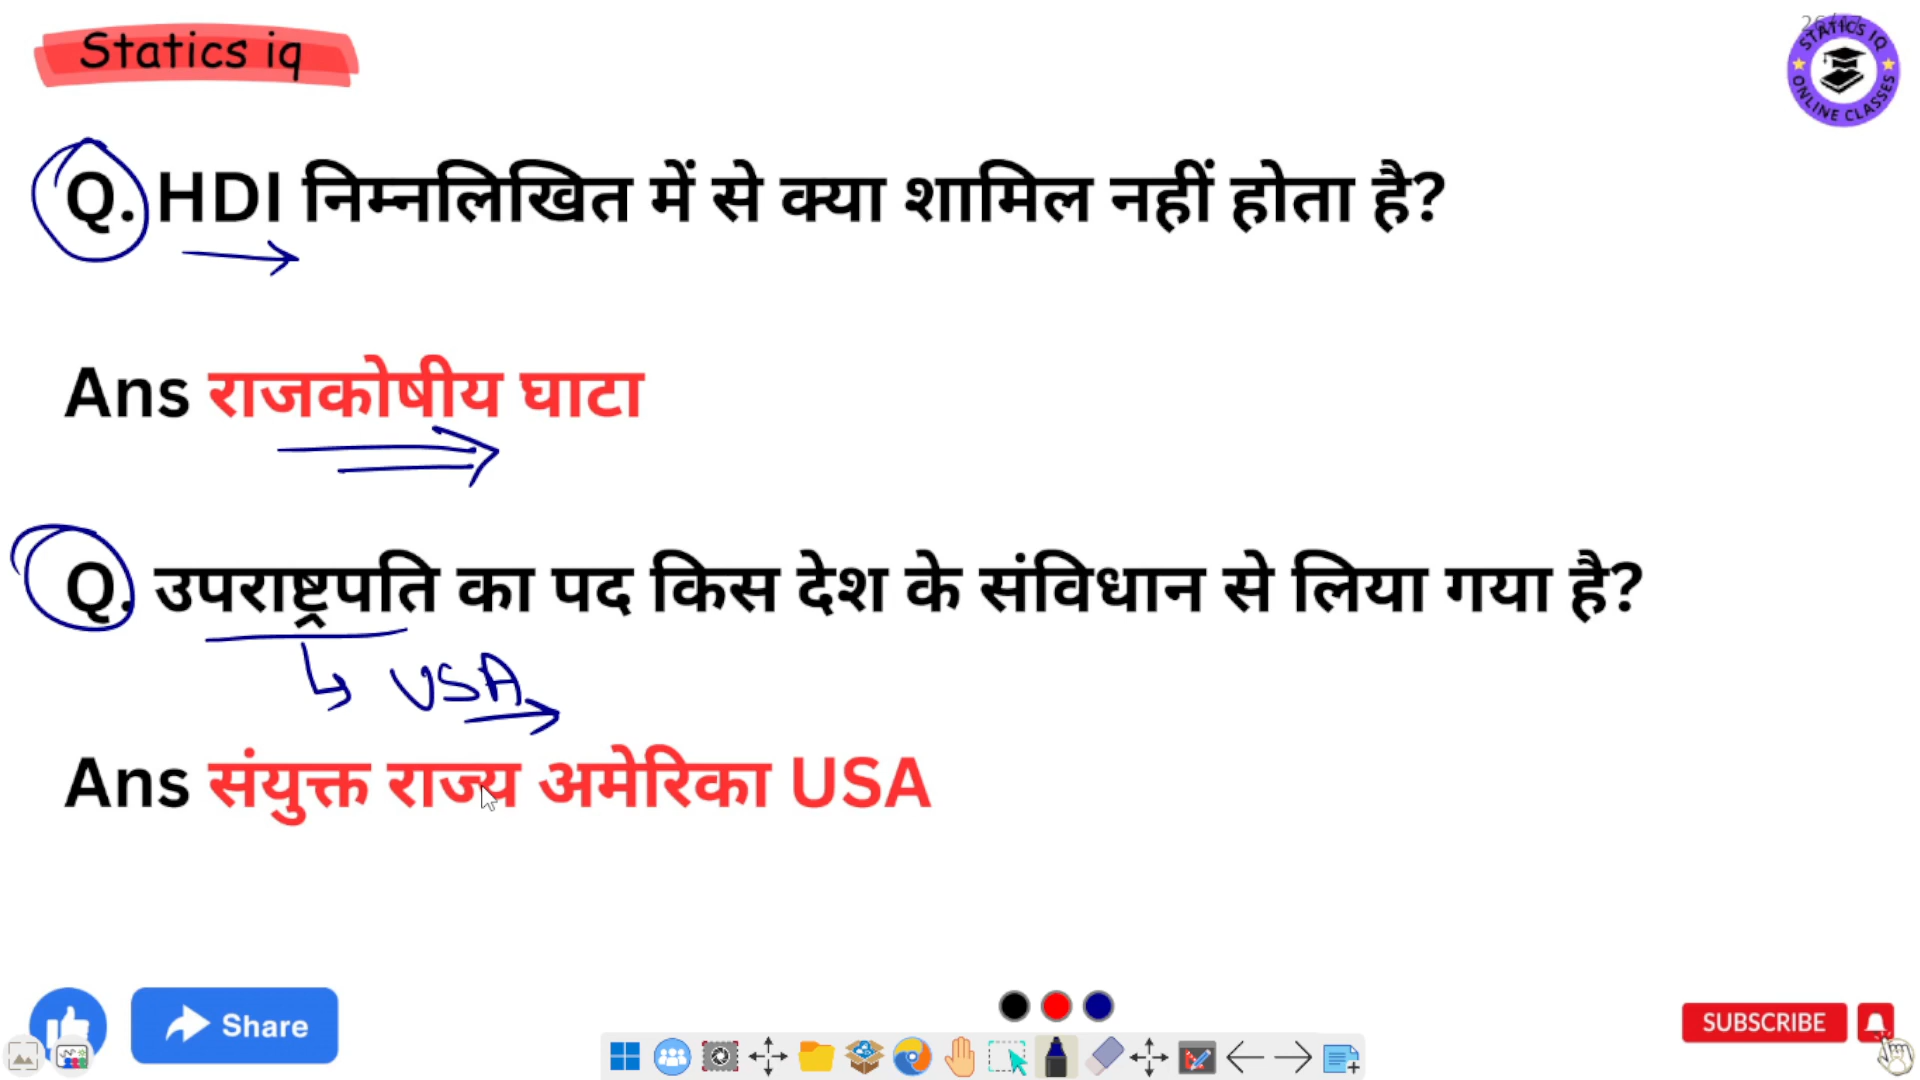 Statics iq
STATICS IQ
ONLINE CLASSES
Q. HDI निम्नलिखित में से क्या शामिल नहीं होता है?
Ans राजकोषीय घाटा
Q. उपराष्ट्रपति का पद किस देश के संविधान से लिया गया है?
USA
Ans संयुक्त राज्य अमेरिका USA
Share
SUBSCRIBE